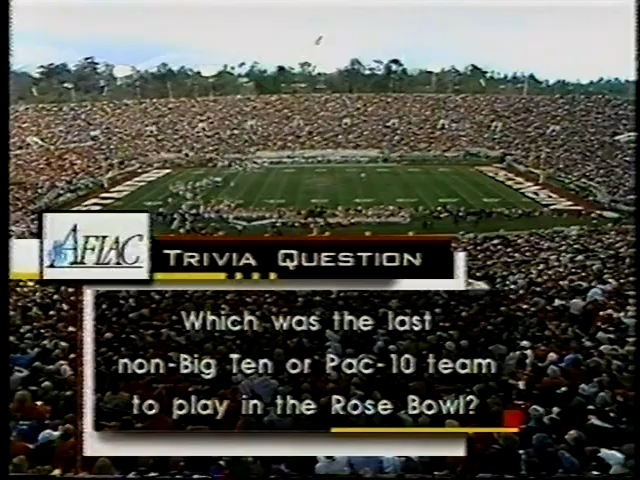 AFLAC
TRIVIA QUESTION
Which was the last
non-Big Ten or Pac-10 team
to play in the Rose Bowl?